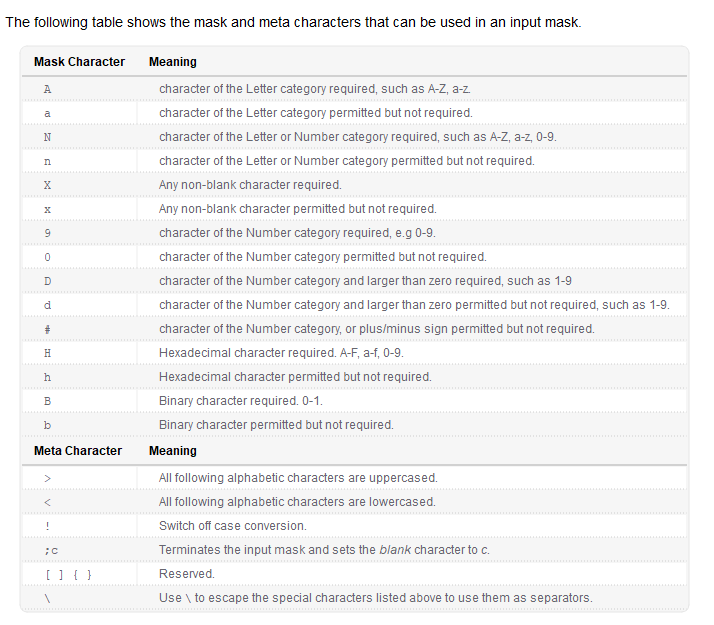 The following table shows the mask and meta characters that can be used in an input mask.
Mask Character Meaning
A character of the Letter category required, such as A-Z, a-z.
a character of the Letter category permitted but not required.
N character of the Letter or Number category required, such as A-Z, a-z, 0-9.
n character of the Letter or Number category permitted but not required.
X Any non-blank character required.
x Any non-blank character permitted but not required.
9 character of the Number category required, e.g 0-9.
0 character of the Number category permitted but not required.
D character of the Number category and larger than zero required, such as 1-9
d character of the Number category and larger than zero permitted but not required, such as 1-9.
# character of the Number category, or plus/minus sign permitted but not required.
H Hexadecimal character required. A-F, a-f, 0-9.
h Hexadecimal character permitted but not required.
B Binary character required. 0-1.
b Binary character permitted but not required.
Meta Character Meaning
> All following alphabetic characters are uppercased.
< All following alphabetic characters are lowercased.
! Switch off case conversion.
;c Terminates the input mask and sets the blank character to c.
[ ] { } Reserved.
\ Use \ to escape the special characters listed above to use them as separators.